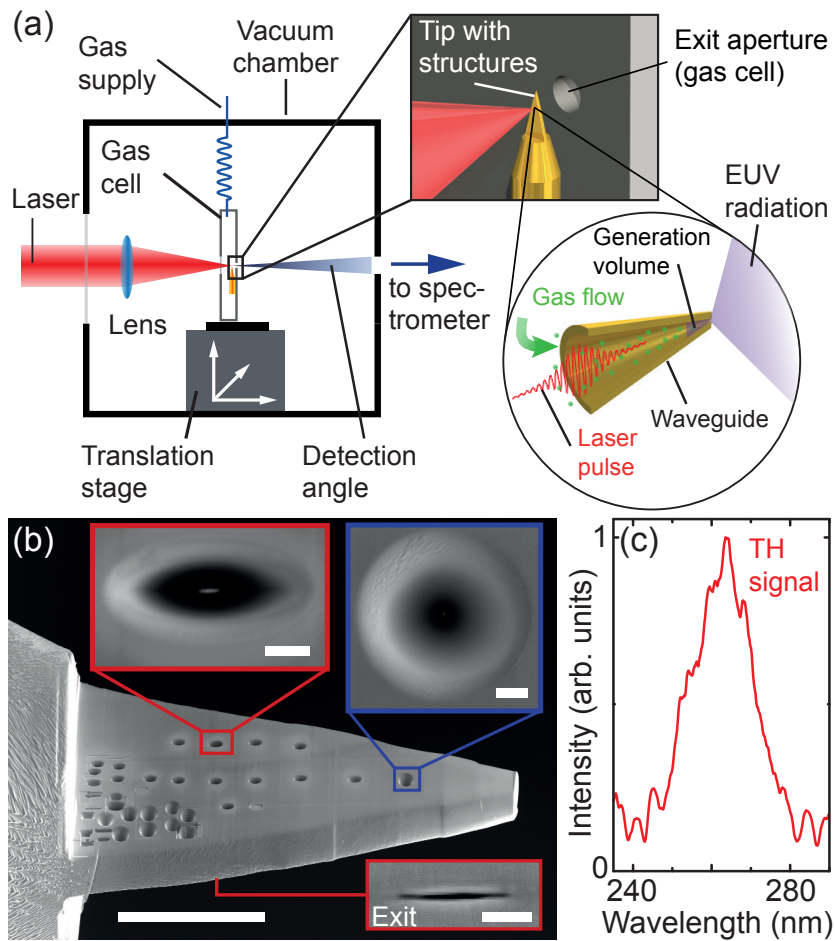 (a)
Gas
supply
Vacuum
chamber
Tip with
structures
Exit aperture
(gas cell)
Gas
cell
Laser
EUV
radiation
Generation
volume
Gas flow
to spec-
trometer
Lens
Waveguide
Laser
pulse
Translation
stage
Detection
angle
(b)
Exit
(c)
TH
signal
1
0
Intensity (arb. units)
240
280
Wavelength (nm)